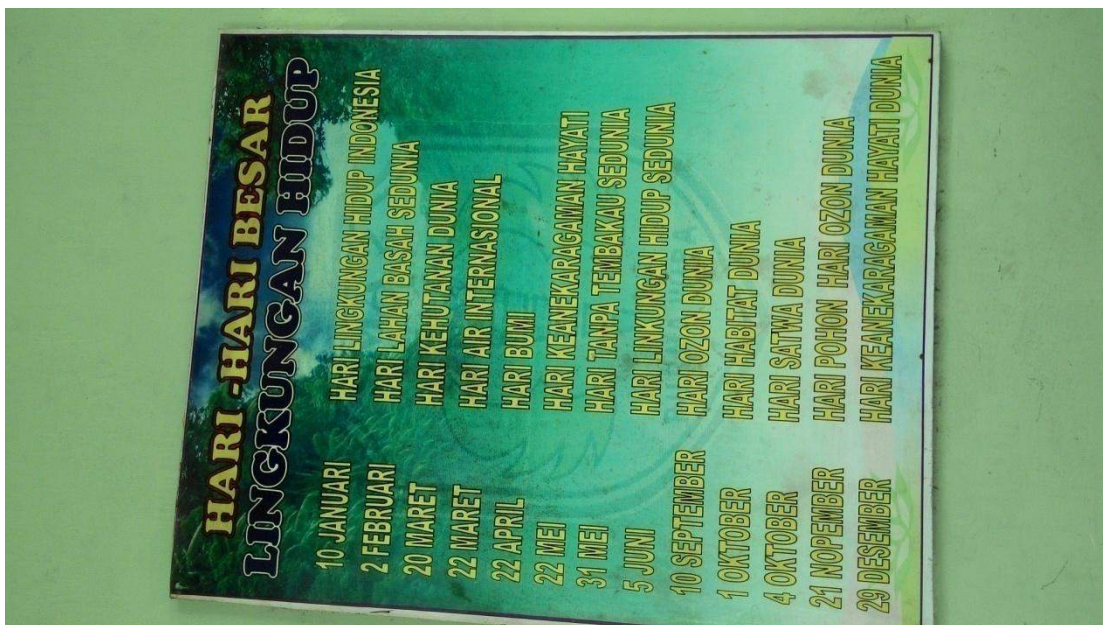 HARI -HARI BESAR
LINGKUNGAN HIDUP
10 JANUARI HARI LINGKUNGAN HIDUP INDONESIA
2 FEBRUARI HARI LAHAN BASAH SEDUNIA
20 MARET HARI KEHUTANAN DUNIA
22 MARET HARI AIR INTERNASIONAL
22 APRIL HARI BUMI
22 MEI HARI KEANEKARAGAMAN HAYATI
31 MEI HARI TANPA TEMBAKAU SEDUNIA
5 JUNI HARI LINKUNGAN HIDUP SEDUNIA
10 SEPTEMBER HARI OZON DUNIA
1 OKTOBER HARI HABITAT DUNIA
4 OKTOBER HARI SATWA DUNIA
21 NOPEMBER HARI POHON HARI OZON DUNIA
29 DESEMBER HARI KEANEKARAGAMAN HAYATI DUNIA